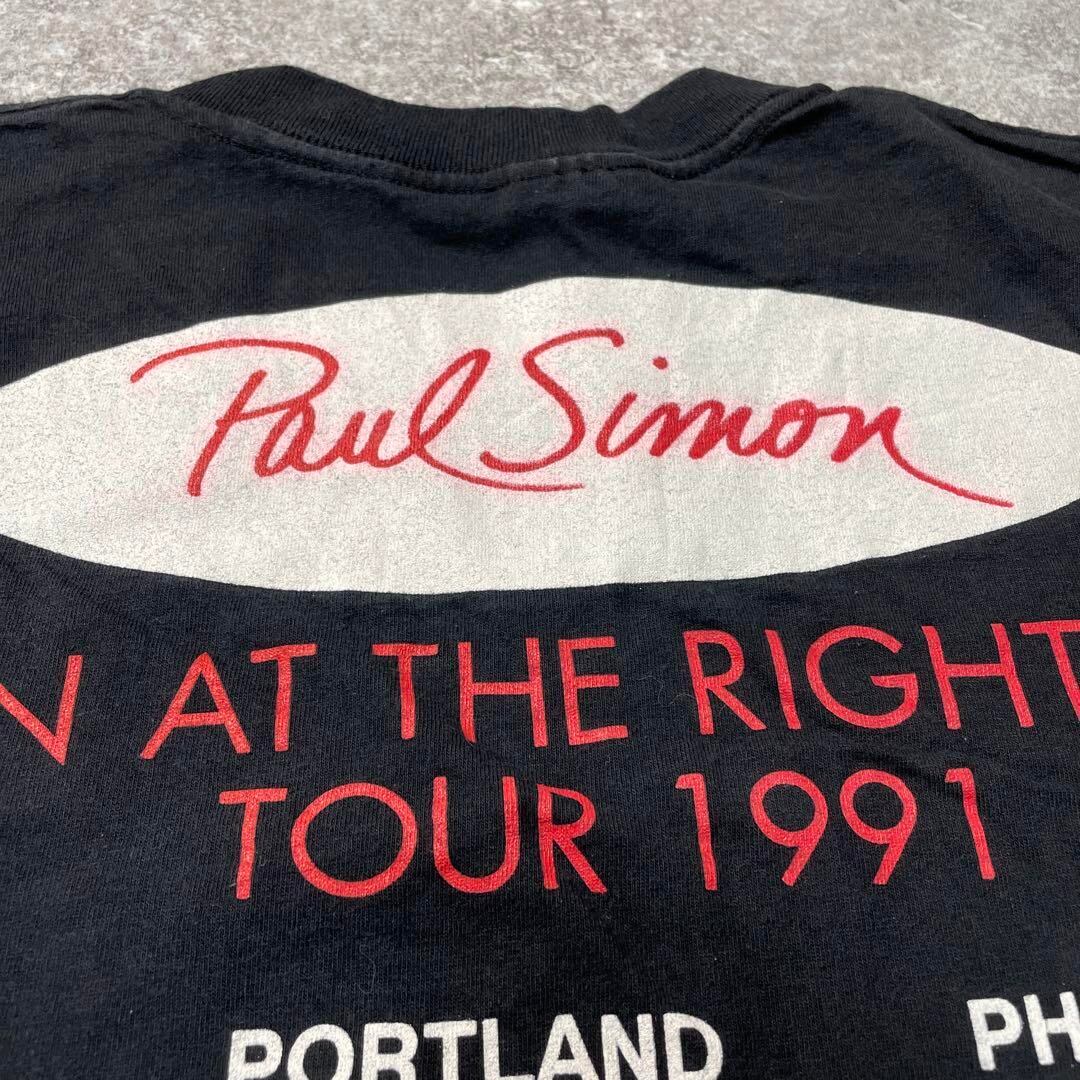 Paul Simon
N AT THE RIGHT
TOUR 1991
PORTLAND PH